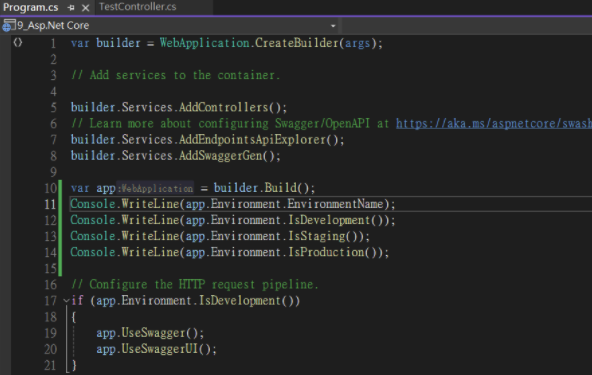 Program.cs TestController.cs
9_Asp.Net Core
1 var builder = WebApplication.CreateBuilder(args);
2
3 // Add services to the container.
4
5 builder.Services.AddControllers();
6 // Learn more about configuring Swagger/OpenAPI at https://aka.ms/aspnetcore/swash
7 builder.Services.AddEndpointsApiExplorer();
8 builder.Services.AddSwaggerGen();
9
10 var app:WebApplication = builder.Build();
11 Console.WriteLine(app.Environment.EnvironmentName);
12 Console.WriteLine(app.Environment.IsDevelopment());
13 Console.WriteLine(app.Environment.IsStaging());
14 Console.WriteLine(app.Environment.IsProduction());
15
16 // Configure the HTTP request pipeline.
17 if (app.Environment.IsDevelopment())
18 {
19 app.UseSwagger();
20 app.UseSwaggerUI();
21 }